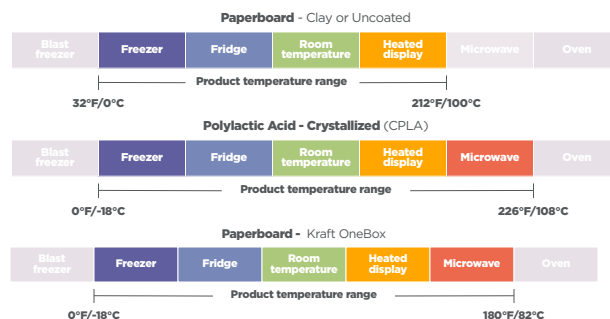 Paperboard - Clay or Uncoated
Blast freezer Freezer Fridge Room temperature Heated display Microwave Oven
Product temperature range
32°F/0°C 212°F/100°C
Polylactic Acid - Crystallized (CPLA)
Blast freezer Freezer Fridge Room temperature Heated display Microwave Oven
Product temperature range
0°F/-18°C 226°F/108°C
Paperboard - Kraft OneBox
Blast freezer Freezer Fridge Room temperature Heated display Microwave Oven
Product temperature range
0°F/-18°C 180°F/82°C